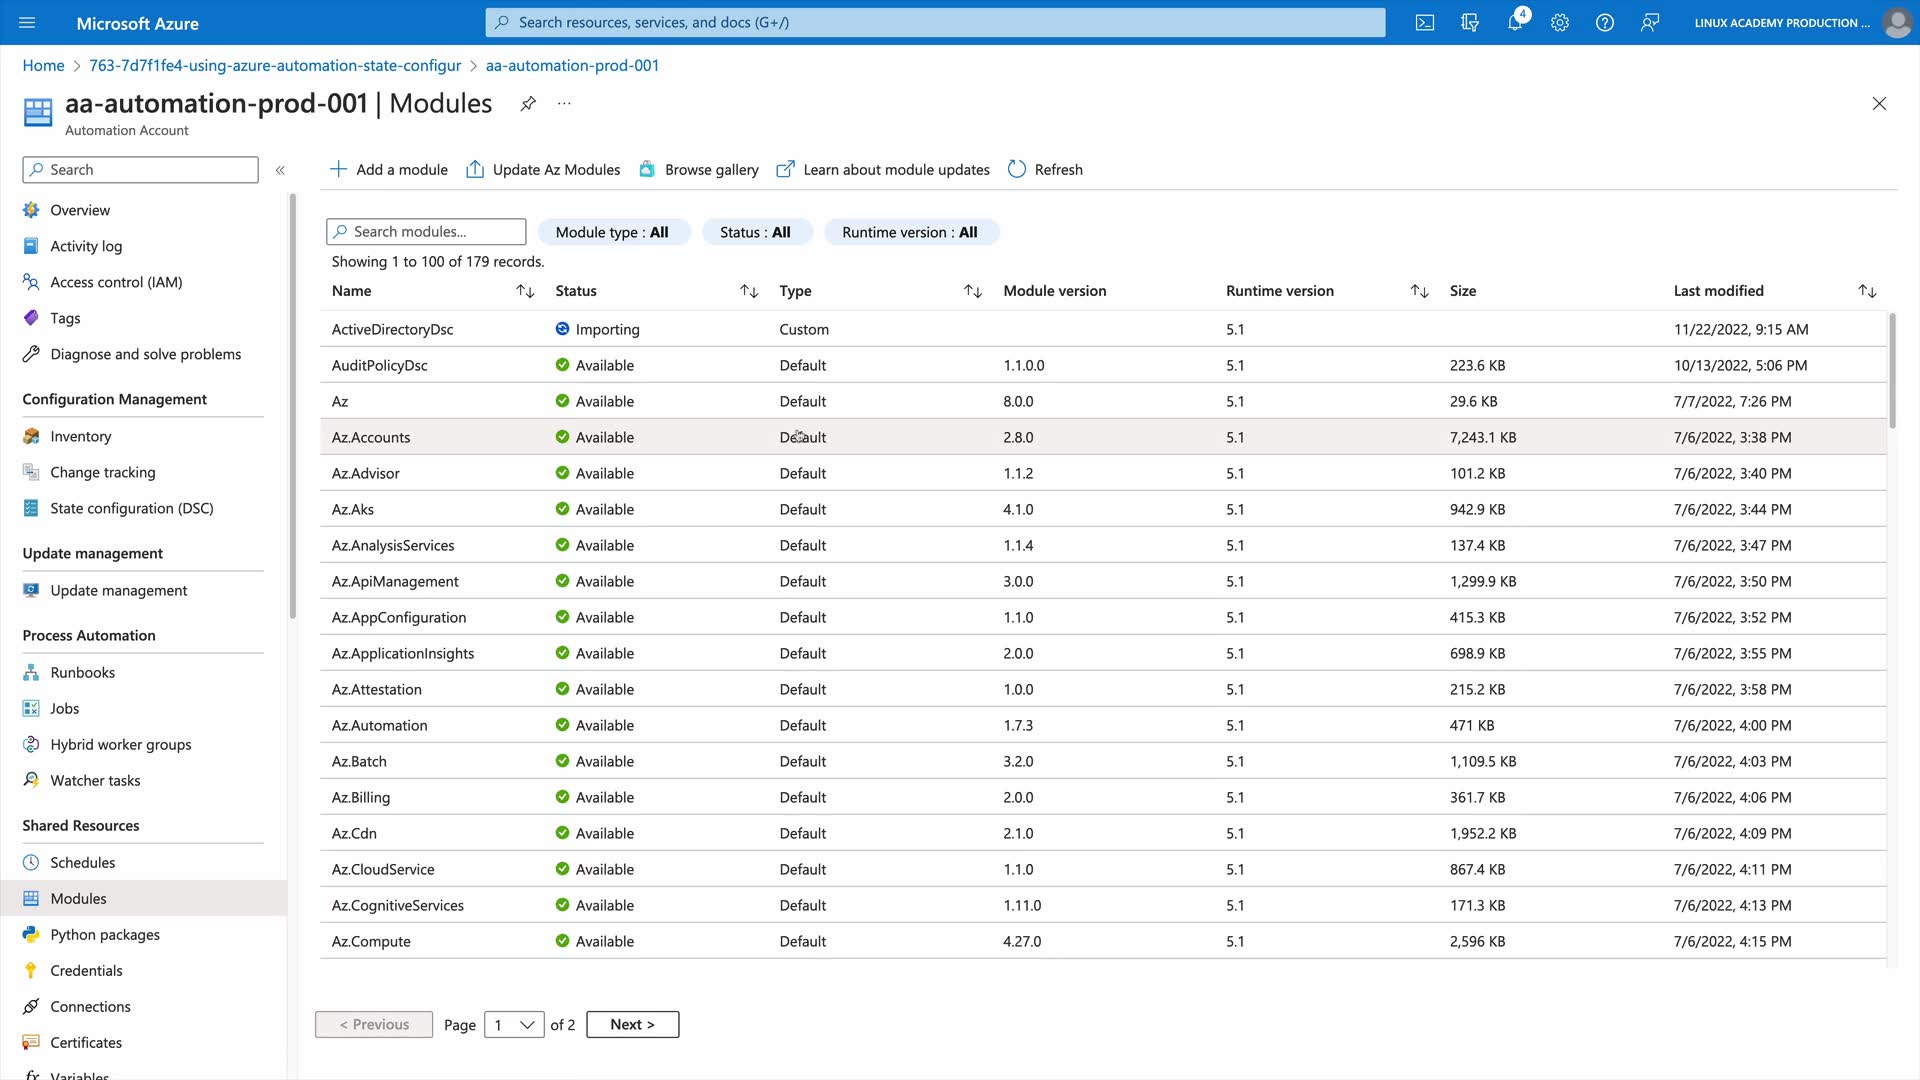 Microsoft Azure
Search resources, services, and docs (G+/)
4
LINUX ACADEMY PRODUCTION ...
Home > 763-7d7f1fe4-using-azure-automation-state-configur > aa-automation-prod-001
aa-automation-prod-001 | Modules
Automation Account
Search
Overview
Activity log
Access control (IAM)
Tags
Diagnose and solve problems
Configuration Management
Inventory
Change tracking
State configuration (DSC)
Update management
Update management
Process Automation
Runbooks
Jobs
Hybrid worker groups
Watcher tasks
Shared Resources
Schedules
Modules
Python packages
Credentials
Connections
Certificates
Variables
Add a module Update Az Modules Browse gallery Learn about module updates Refresh
Search modules... Module type : All Status : All Runtime version : All
Showing 1 to 100 of 179 records.
Name Status Type Module version Runtime version Size Last modified
ActiveDirectoryDsc Importing Custom 5.1 11/22/2022, 9:15 AM
AuditPolicyDsc Available Default 1.1.0.0 5.1 223.6 KB 10/13/2022, 5:06 PM
Az Available Default 8.0.0 5.1 29.6 KB 7/7/2022, 7:26 PM
Az.Accounts Available Default 2.8.0 5.1 7,243.1 KB 7/6/2022, 3:38 PM
Az.Advisor Available Default 1.1.2 5.1 101.2 KB 7/6/2022, 3:40 PM
Az.Aks Available Default 4.1.0 5.1 942.9 KB 7/6/2022, 3:44 PM
Az.AnalysisServices Available Default 1.1.4 5.1 137.4 KB 7/6/2022, 3:47 PM
Az.ApiManagement Available Default 3.0.0 5.1 1,299.9 KB 7/6/2022, 3:50 PM
Az.AppConfiguration Available Default 1.1.0 5.1 415.3 KB 7/6/2022, 3:52 PM
Az.ApplicationInsights Available Default 2.0.0 5.1 698.9 KB 7/6/2022, 3:55 PM
Az.Attestation Available Default 1.0.0 5.1 215.2 KB 7/6/2022, 3:58 PM
Az.Automation Available Default 1.7.3 5.1 471 KB 7/6/2022, 4:00 PM
Az.Batch Available Default 3.2.0 5.1 1,109.5 KB 7/6/2022, 4:03 PM
Az.Billing Available Default 2.0.0 5.1 361.7 KB 7/6/2022, 4:06 PM
Az.Cdn Available Default 2.1.0 5.1 1,952.2 KB 7/6/2022, 4:09 PM
Az.CloudService Available Default 1.1.0 5.1 867.4 KB 7/6/2022, 4:11 PM
Az.CognitiveServices Available Default 1.11.0 5.1 171.3 KB 7/6/2022, 4:13 PM
Az.Compute Available Default 4.27.0 5.1 2,596 KB 7/6/2022, 4:15 PM
< Previous Page 1 of 2 Next >